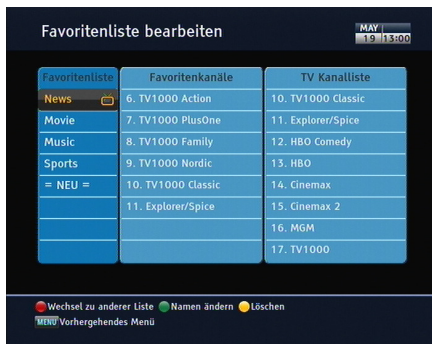 Favoritenliste bearbeiten
MAY
19 13:00
Favoritenliste Favoritenkanäle TV Kanalliste
News 6. TV1000 Action 10. TV1000 Classic
Movie 7. TV1000 PlusOne 11. Explorer/Spice
Music 8. TV1000 Family 12. HBO Comedy
Sports 9. TV1000 Nordic 13. HBO
= NEU = 10. TV1000 Classic 14. Cinemax
11. Explorer/Spice 15. Cinemax 2
16. MGM
17. TV1000
Wechsel zu anderer Liste Namen ändern Löschen
MENU Vorhergehendes Menü